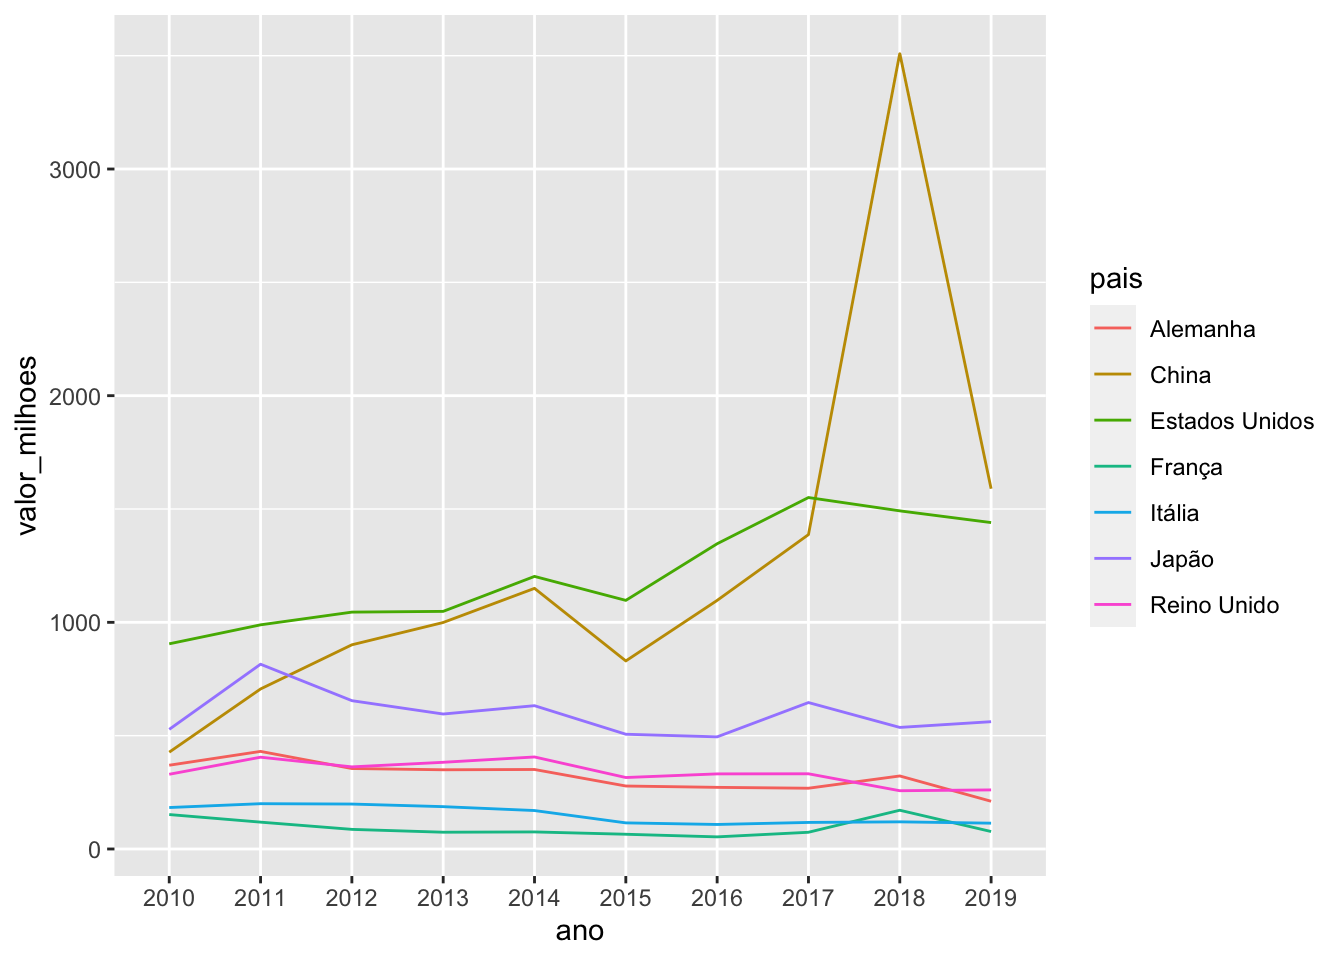 valor_milhoes
3000
2000
1000
0
2010 2011 2012 2013 2014 2015 2016 2017 2018 2019
ano
pais
Alemanha
China
Estados Unidos
França
Itália
Japão
Reino Unido